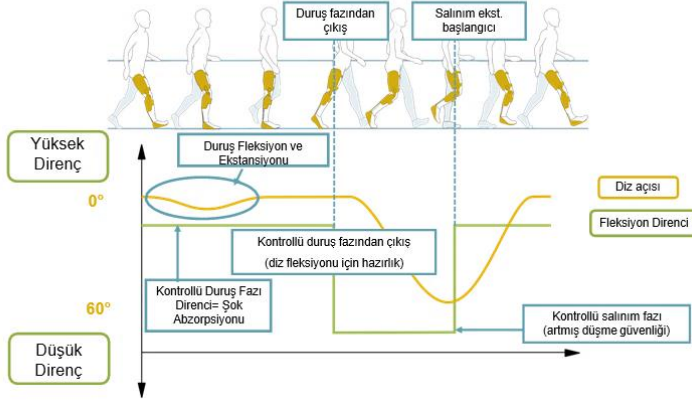 Duruş fazından
çıkış
Salınım ekst.
başlangıcı
Yüksek
Direnç
Duruş Fleksiyon ve
Ekstansiyonu
0°
Diz açısı
Fleksiyon Direnci
Kontrollü duruş fazından çıkış
(diz fleksiyonu için hazırlık)
Kontrollü Duruş Fazı
Direnci= Şok
Abzorpsiyonu
60°
Kontrollü salınım fazı
(artmış düşme güvenliği)
Düşük
Direnç